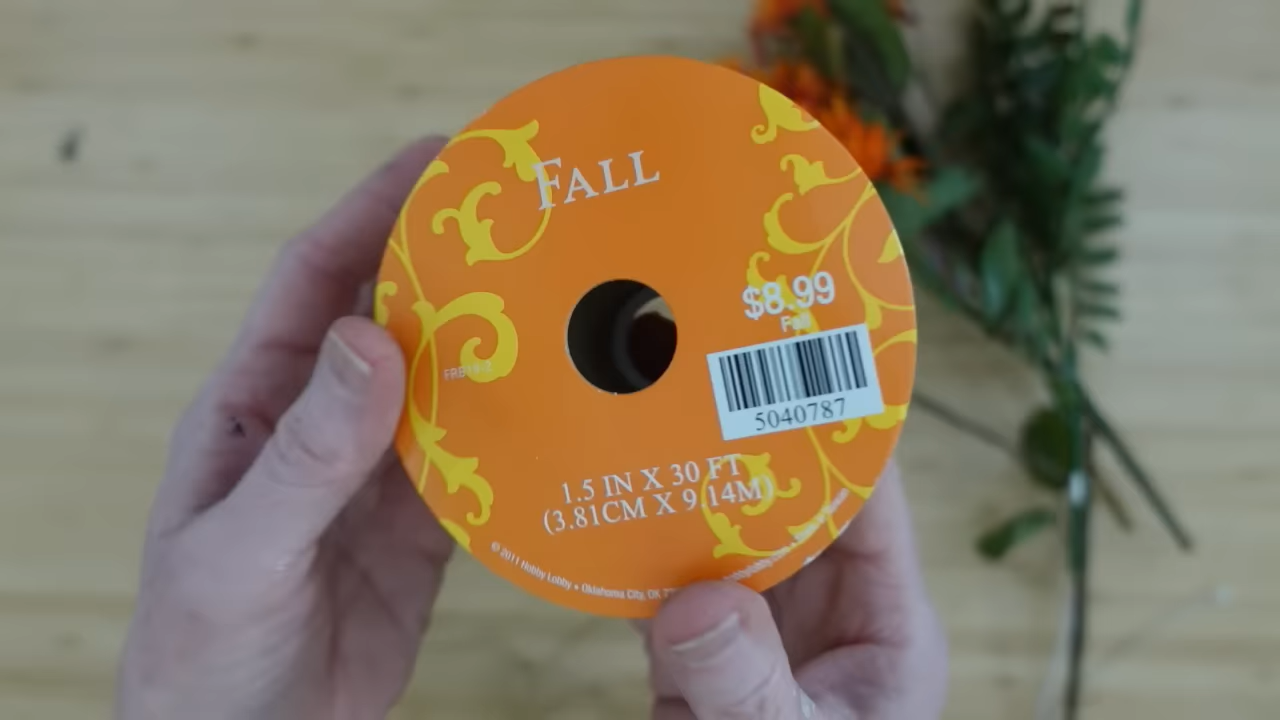 FALL
$8.99
Fall
5040787
1.5 IN X 30 FT
(3.81CM X 9.14M)
© 2011 Hobby Lobby • Oklahoma City, OK